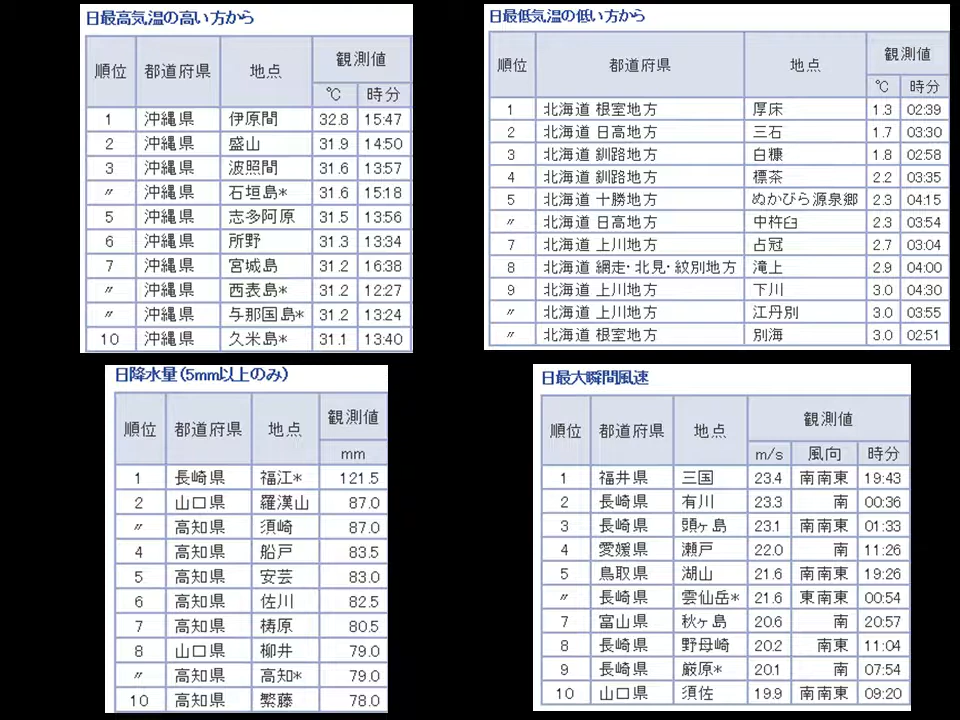 日最高気温の高い方から
順位 都道府県 地点 観測値
℃ 時分
1 沖縄県 伊原間 32.8 15:47
2 沖縄県 盛山 31.9 14:50
3 沖縄県 波照間 31.6 13:57
〃 沖縄県 石垣島* 31.6 15:18
5 沖縄県 志多阿原 31.5 13:56
6 沖縄県 所野 31.3 13:34
7 沖縄県 宮城島 31.2 16:38
〃 沖縄県 西表島* 31.2 12:27
〃 沖縄県 与那国島* 31.2 13:24
10 沖縄県 久米島* 31.1 13:40
日最低気温の低い方から
順位 都道府県 地点 観測値
℃ 時分
1 北海道 根室地方 厚床 1.3 02:39
2 北海道 日高地方 三石 1.7 03:30
3 北海道 釧路地方 白糠 1.8 02:58
4 北海道 釧路地方 標茶 2.2 03:35
5 北海道 十勝地方 ぬかびら源泉郷 2.3 04:15
〃 北海道 日高地方 中杵臼 2.3 03:54
7 北海道 上川地方 占冠 2.7 03:04
8 北海道 網走・北見・紋別地方 滝上 2.9 04:00
9 北海道 上川地方 下川 3.0 04:30
〃 北海道 上川地方 江丹別 3.0 03:55
〃 北海道 根室地方 別海 3.0 02:51
日降水量(5mm以上のみ)
順位 都道府県 地点 観測値
mm
1 長崎県 福江* 121.5
2 山口県 羅漢山 87.0
〃 高知県 須崎 87.0
4 高知県 船戸 83.5
5 高知県 安芸 83.0
6 高知県 佐川 82.5
7 高知県 梼原 80.5
8 山口県 柳井 79.0
〃 高知県 高知* 79.0
10 高知県 繁藤 78.0
日最大瞬間風速
順位 都道府県 地点 観測値
m/s 風向 時分
1 福井県 三国 23.4 南南東 19:43
2 長崎県 有川 23.3 南 00:36
3 長崎県 頭ヶ島 23.1 南南東 01:33
4 愛媛県 瀬戸 22.0 南 11:26
5 鳥取県 湖山 21.6 南南東 19:26
〃 長崎県 雲仙岳* 21.6 東南東 00:54
7 富山県 秋ヶ島 20.6 南 20:57
8 長崎県 野母崎 20.2 南東 11:04
9 長崎県 厳原* 20.1 南 07:54
10 山口県 須佐 19.9 南南東 09:20